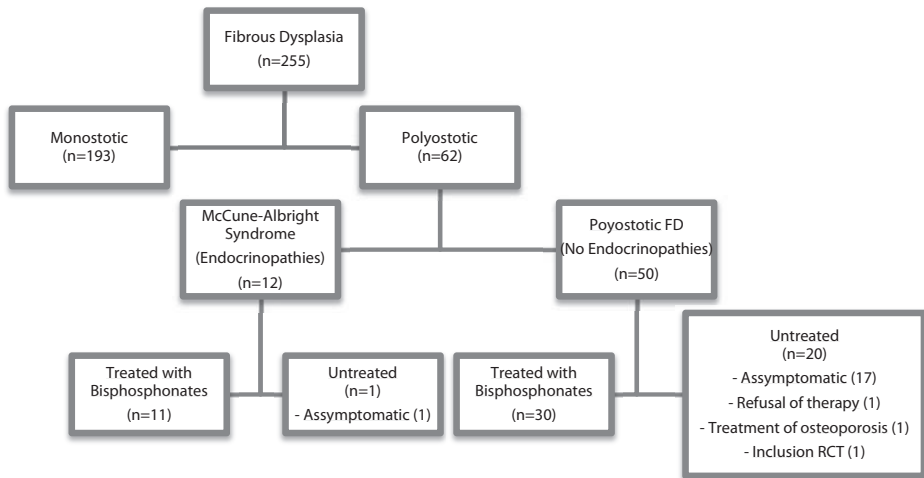 Fibrous Dysplasia
(n=255)
Monostotic
(n=193)
Polyostotic
(n=62)
McCune-Albright
Syndrome
(Endocrinopathies)
(n=12)
Poyostotic FD
(No Endocrinopathies)
(n=50)
Treated with
Bisphosphonates
(n=11)
Untreated
(n=1)
- Assymptomatic (1)
Treated with
Bisphosphonates
(n=30)
Untreated
(n=20)
- Assymptomatic (17)
- Refusal of therapy (1)
- Treatment of osteoporosis (1)
- Inclusion RCT (1)